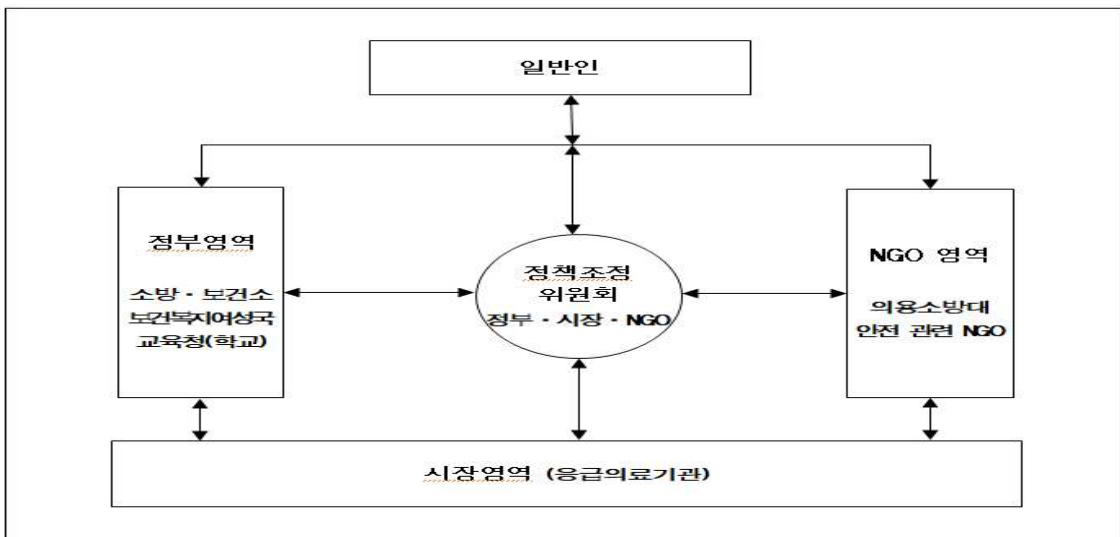 일반인
정부영역
소방・보건소
보건복지여성국
교육청(학교)
정책조정
위원회
정부・시장・NGO
NGO 영역
의용소방대
안전 관련 NGO
시장영역 (응급의료기관)